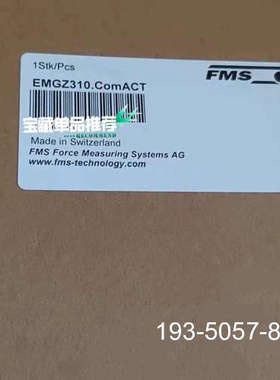 1Stk/Pcs
FMS
EMGZ310.ComACT
宝赋单品推荐
Made in Switzerland
FMS Force Measuring Systems AG
www.fms-technology.com
193-5057-8